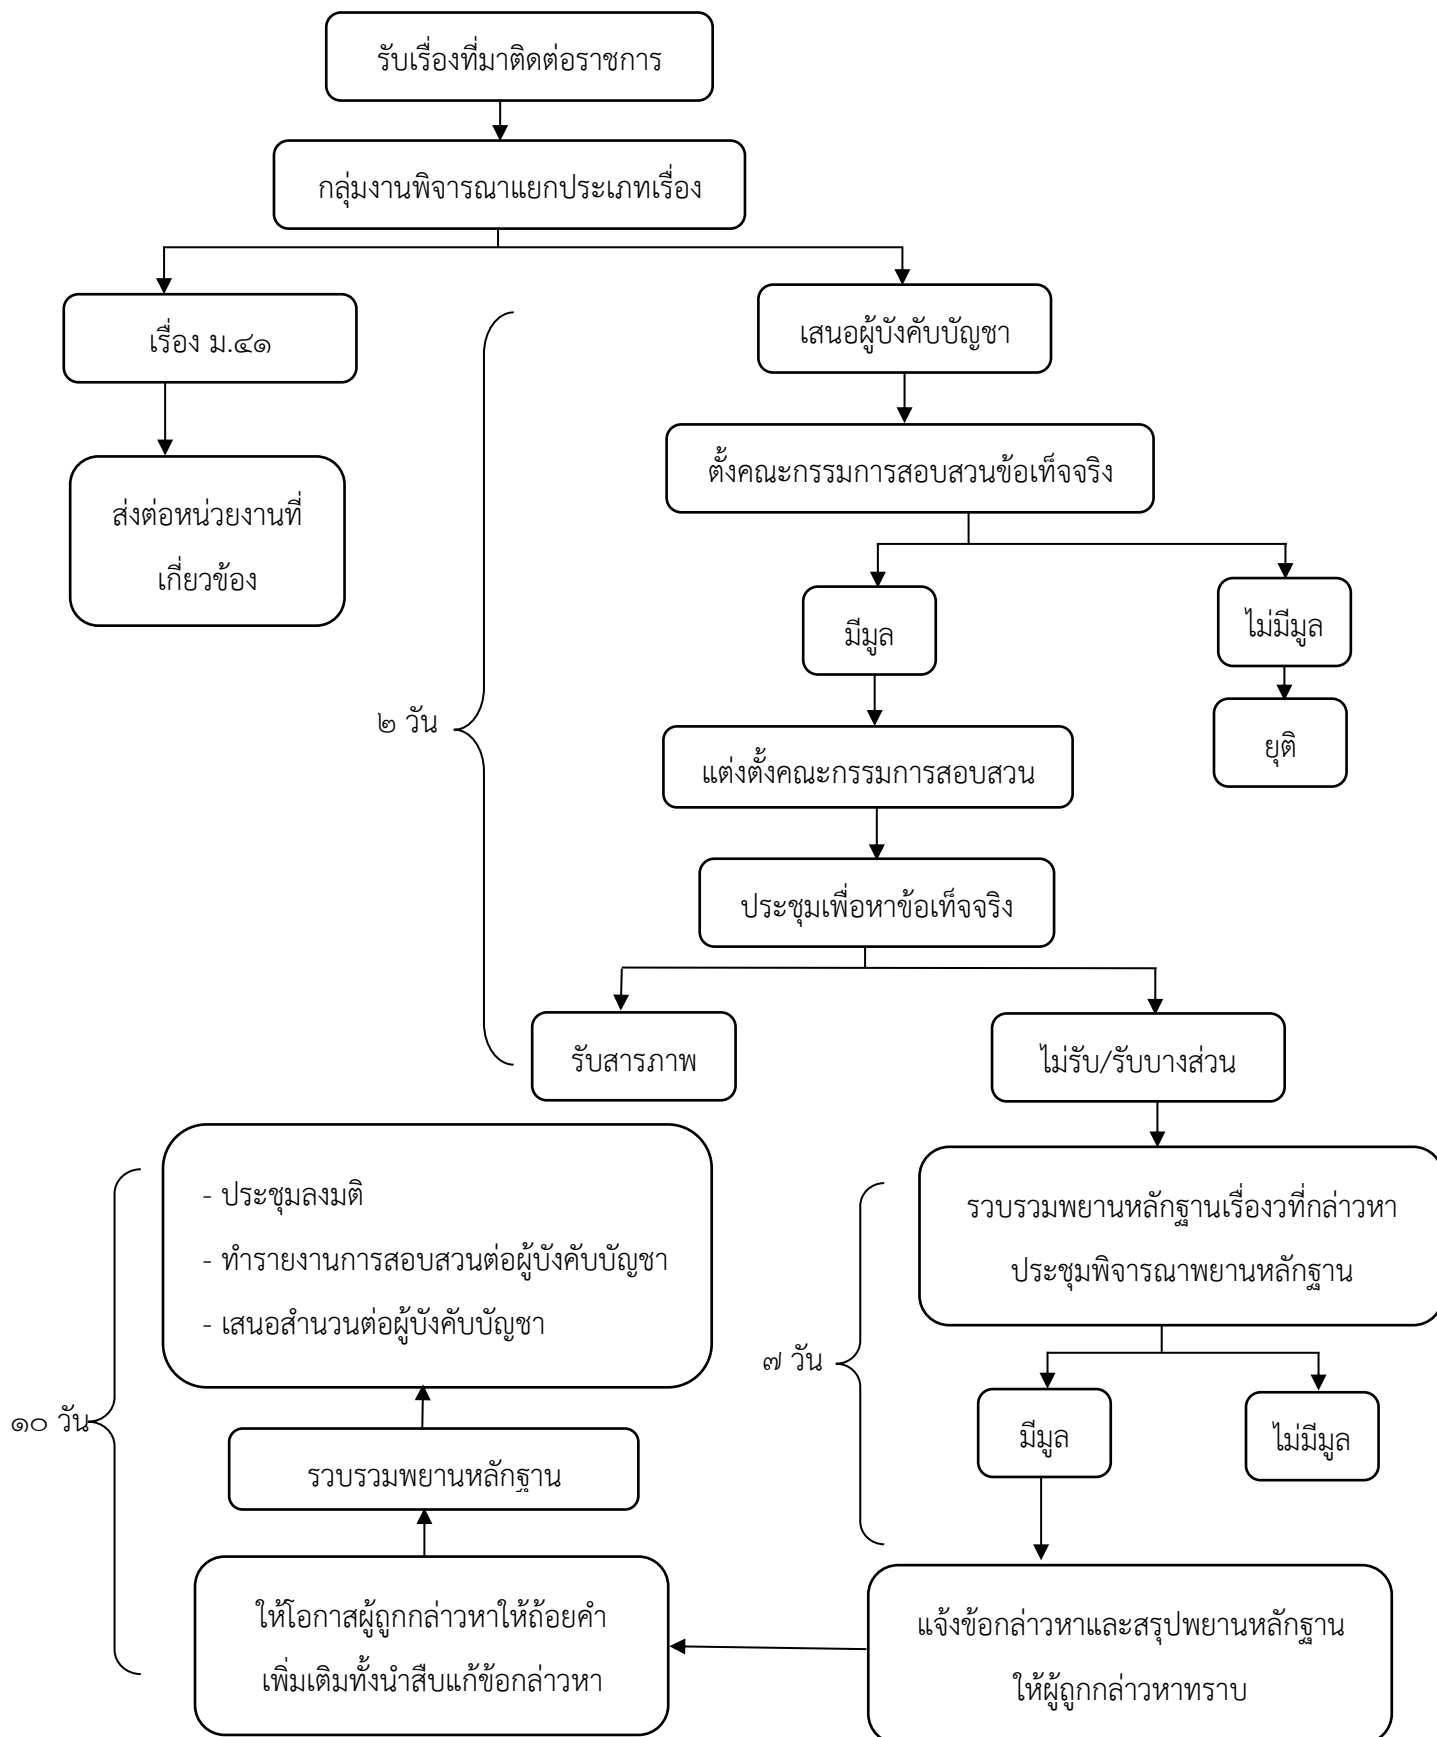 รับเรื่องที่มาติดต่อราชการ
กลุ่มงานพิจารณาแยกประเภทเรื่อง
เรื่อง ม.๔๑
ส่งต่อหน่วยงานที่
เกี่ยวข้อง
เสนอผู้บังคับบัญชา
ตั้งคณะกรรมการสอบสวนข้อเท็จจริง
มีมูล
ไม่มีมูล
ยุติ
๒ วัน
แต่งตั้งคณะกรรมการสอบสวน
ประชุมเพื่อหาข้อเท็จจริง
รับสารภาพ
ไม่รับ/รับบางส่วน
รวบรวมพยานหลักฐานเรื่องวที่กล่าวหา
ประชุมพิจารณาพยานหลักฐาน
๗ วัน
มีมูล
ไม่มีมูล
แจ้งข้อกล่าวหาและสรุปพยานหลักฐาน
ให้ผู้ถูกกล่าวหาทราบ
ให้โอกาสผู้ถูกกล่าวหาให้ถ้อยคำ
เพิ่มเติมทั้งนำสืบแก้ข้อกล่าวหา
รวบรวมพยานหลักฐาน
๑๐ วัน
- ประชุมลงมติ
- ทำรายงานการสอบสวนต่อผู้บังคับบัญชา
- เสนอสำนวนต่อผู้บังคับบัญชา